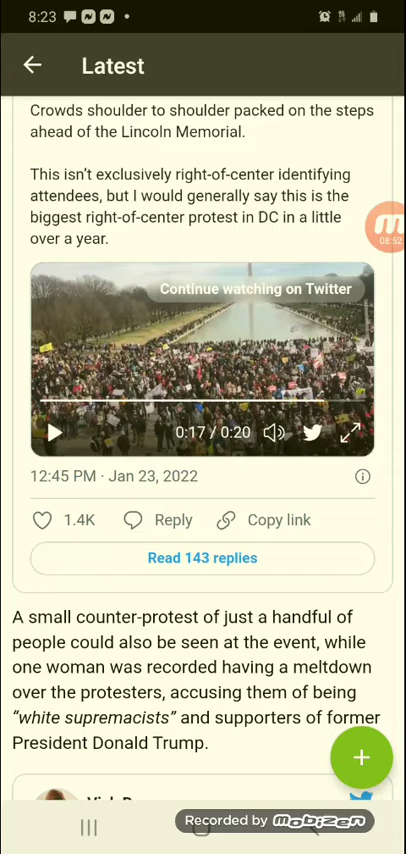 8:23
Latest
Crowds shoulder to shoulder packed on the steps
ahead of the Lincoln Memorial.
This isn’t exclusively right-of-center identifying
attendees, but I would generally say this is the
biggest right-of-center protest in DC in a little
over a year.
08:52
Continue watching on Twitter
0:17 / 0:20
12:45 PM · Jan 23, 2022
1.4K
Reply
Copy link
Read 143 replies
A small counter-protest of just a handful of
people could also be seen at the event, while
one woman was recorded having a meltdown
over the protesters, accusing them of being
“white supremacists” and supporters of former
President Donald Trump.
Recorded by mobizen